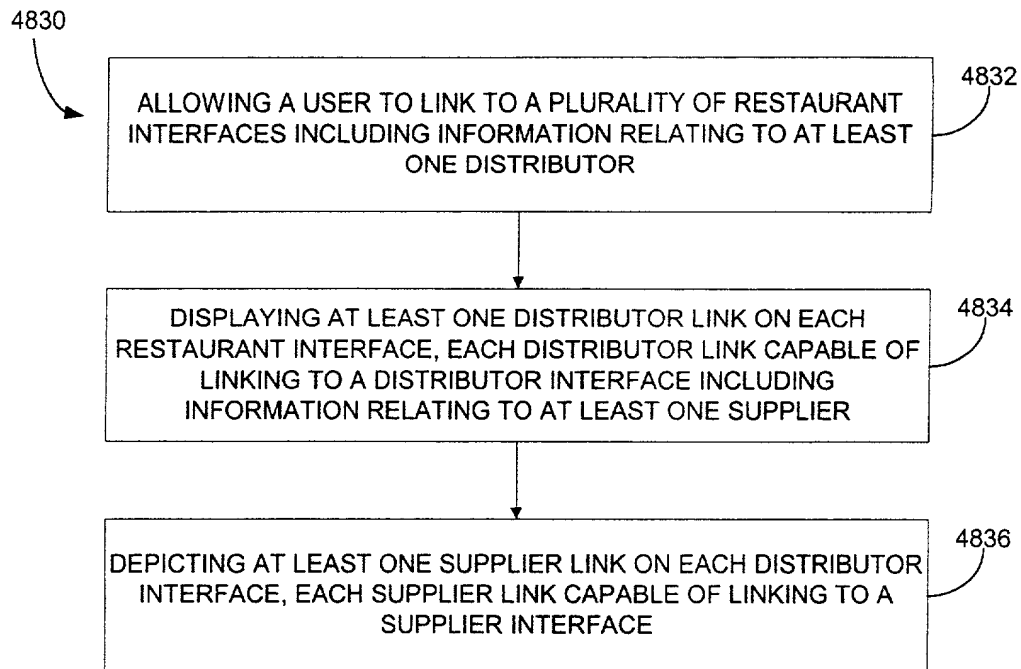 4830
4832
ALLOWING A USER TO LINK TO A PLURALITY OF RESTAURANT
INTERFACES INCLUDING INFORMATION RELATING TO AT LEAST
ONE DISTRIBUTOR
4834
DISPLAYING AT LEAST ONE DISTRIBUTOR LINK ON EACH
RESTAURANT INTERFACE, EACH DISTRIBUTOR LINK CAPABLE OF
LINKING TO A DISTRIBUTOR INTERFACE INCLUDING
INFORMATION RELATING TO AT LEAST ONE SUPPLIER
4836
DEPICTING AT LEAST ONE SUPPLIER LINK ON EACH DISTRIBUTOR
INTERFACE, EACH SUPPLIER LINK CAPABLE OF LINKING TO A
SUPPLIER INTERFACE